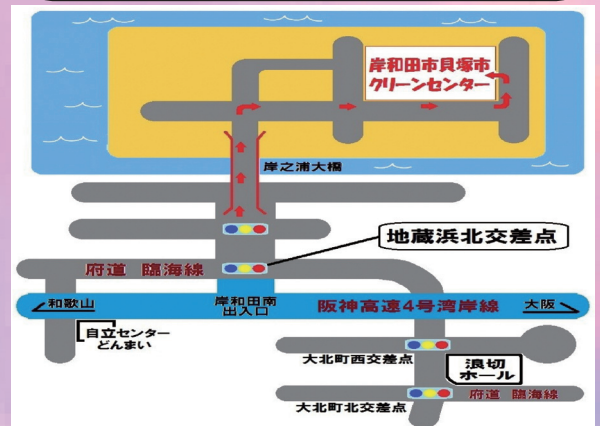 岸和田市貝塚市
クリーンセンター
岸之浦大橋
地蔵浜北交差点
府道 臨海線
和歌山
岸和田南
出入口
阪神高速4号湾岸線
大阪
自立センター
どんまい
大北町西交差点
浪切
ホール
大北町北交差点
府道 臨海線